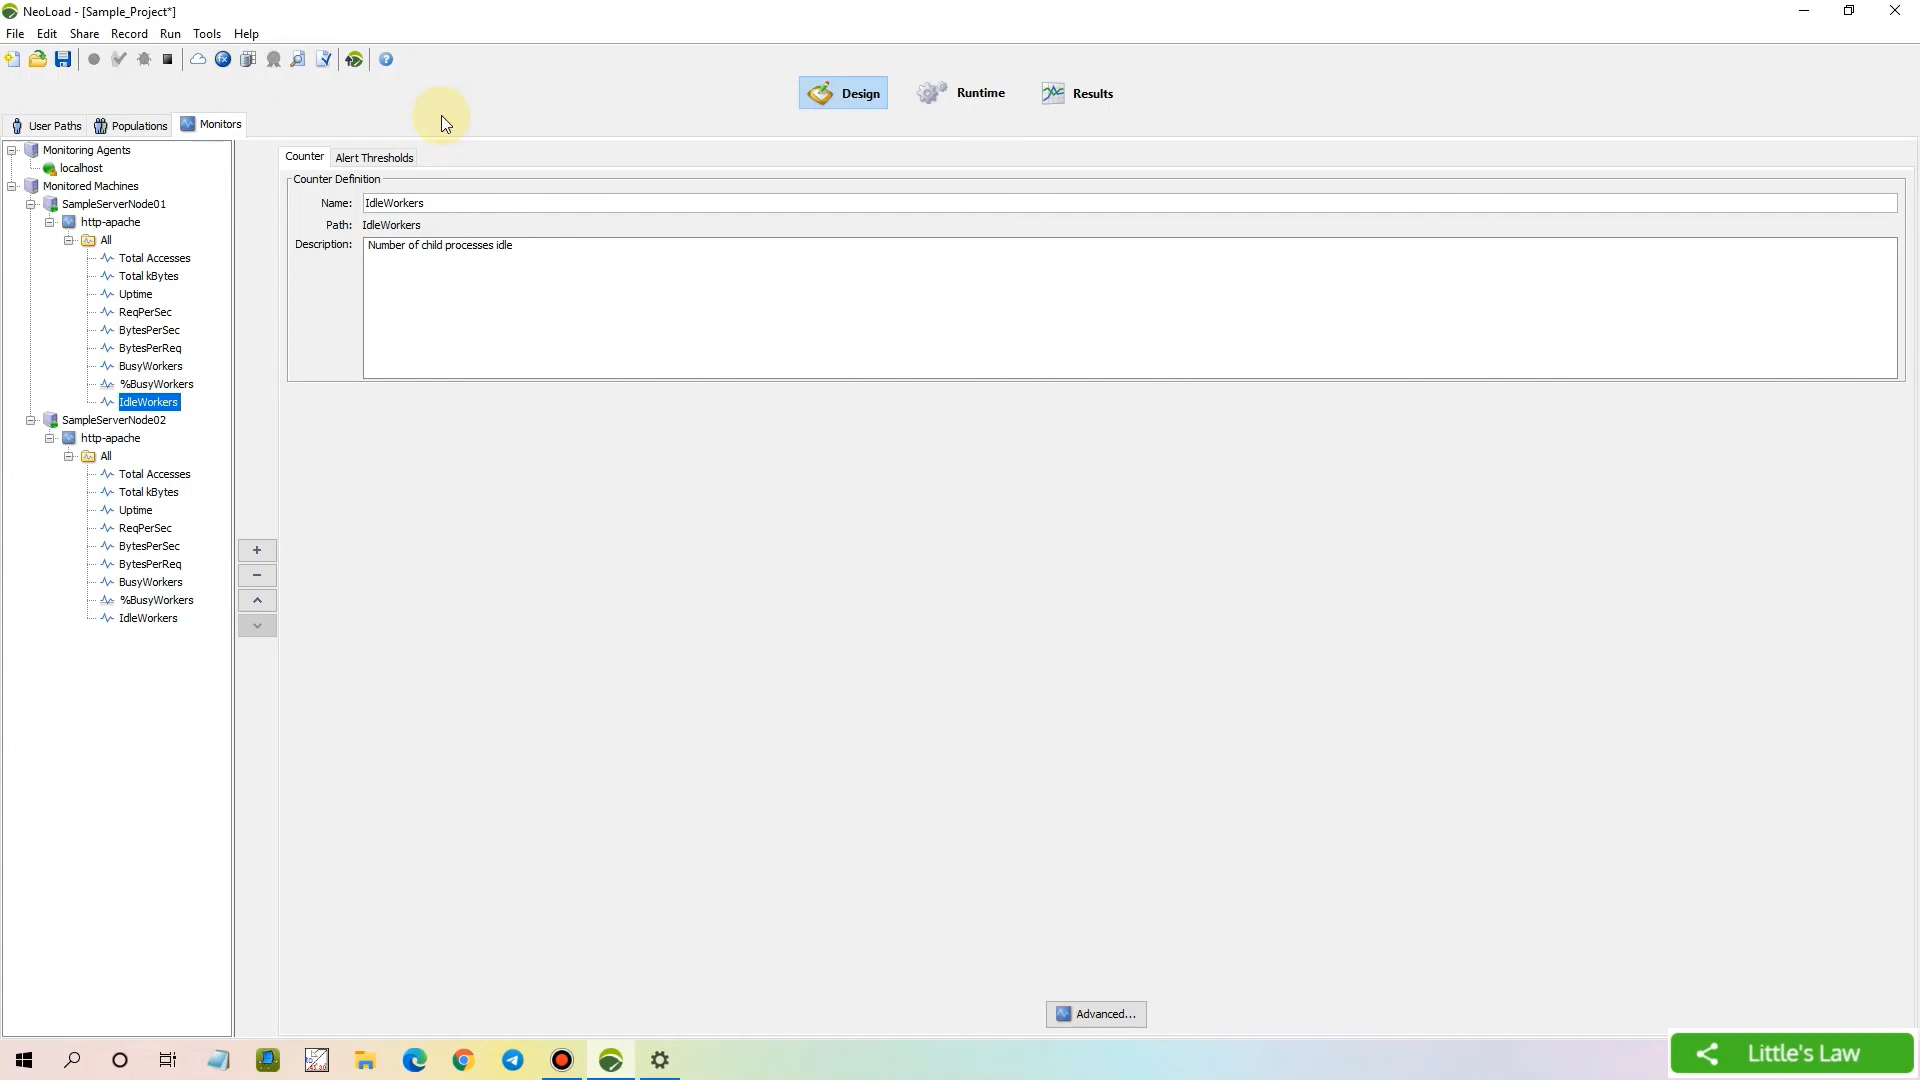 NeoLoad - [Sample_Project*]
File Edit Share Record Run Tools Help
Design Runtime Results
User Paths Populations Monitors
Monitoring Agents
localhost
Monitored Machines
SampleServerNode01
http-apache
All
Total Accesses
Total kBytes
Uptime
ReqPerSec
BytesPerSec
BytesPerReq
BusyWorkers
%BusyWorkers
IdleWorkers
SampleServerNode02
http-apache
All
Total Accesses
Total kBytes
Uptime
ReqPerSec
BytesPerSec
BytesPerReq
BusyWorkers
%BusyWorkers
IdleWorkers
Counter Alert Thresholds
Counter Definition
Name: IdleWorkers
Path: IdleWorkers
Description: Number of child processes idle
Advanced...
Little's Law